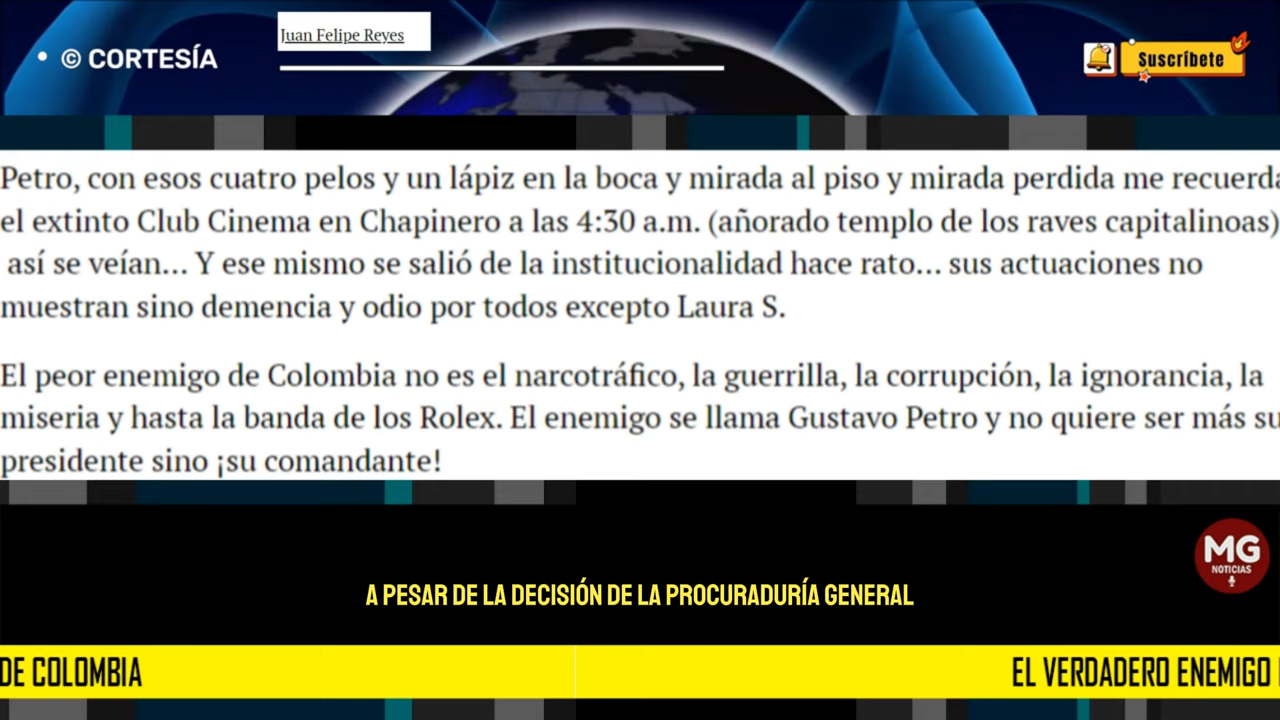 Juan Felipe Reyes
© CORTESÍA
Suscríbete
Petro, con esos cuatro pelos y un lápiz en la boca y mirada al piso y mirada perdida me recuerda
el extinto Club Cinema en Chapinero a las 4:30 a.m. (añorado templo de los raves capitalinoas)
así se veían... Y ese mismo se salió de la institucionalidad hace rato... sus actuaciones no
muestran sino demencia y odio por todos excepto Laura S.
El peor enemigo de Colombia no es el narcotráfico, la guerrilla, la corrupción, la ignorancia, la
miseria y hasta la banda de los Rolex. El enemigo se llama Gustavo Petro y no quiere ser más su
presidente sino ¡su comandante!
MG
NOTICIAS
A PESAR DE LA DECISIÓN DE LA PROCURADURÍA GENERAL
DE COLOMBIA
EL VERDADERO ENEMIGO